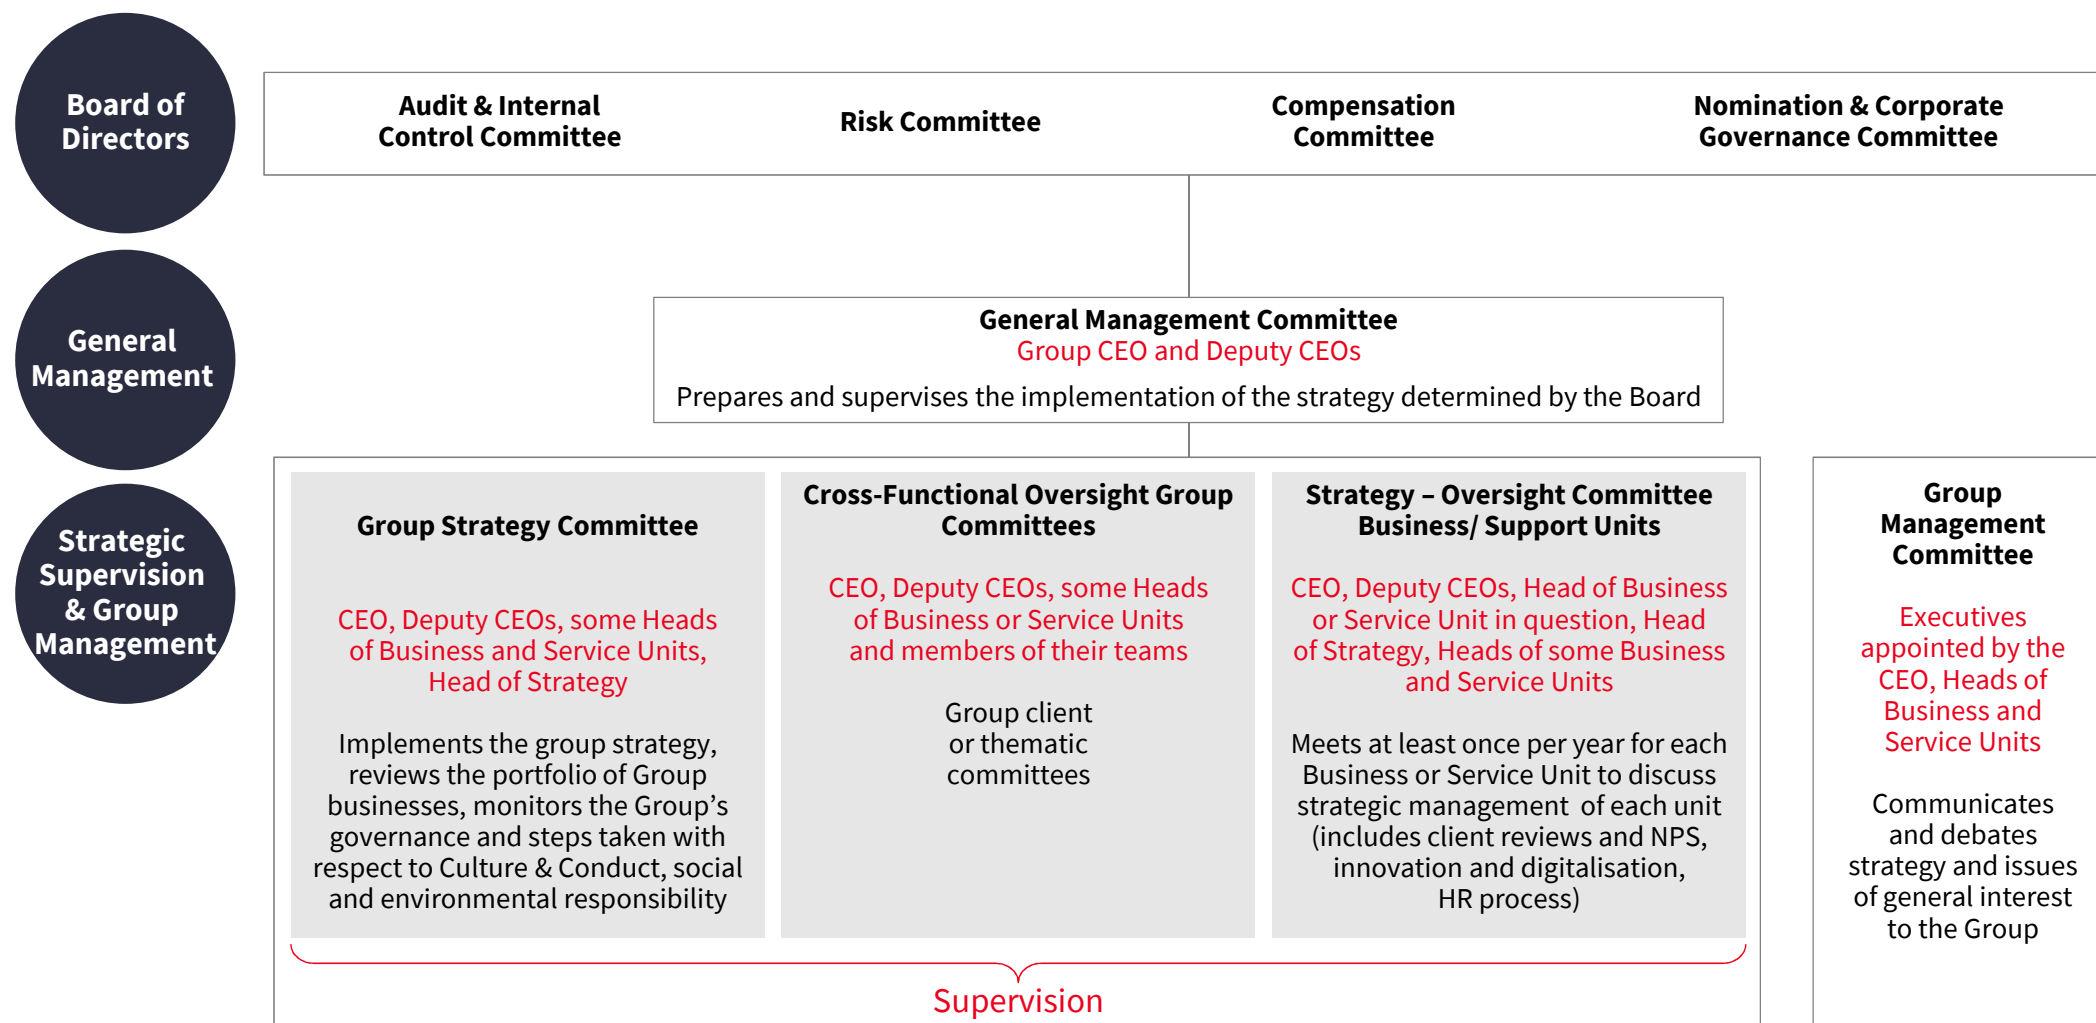 Board of
Directors
Audit & Internal
Control Committee
Risk Committee
Compensation
Committee
Nomination & Corporate
Governance Committee
General
Management
General Management Committee
Group CEO and Deputy CEOs
Prepares and supervises the implementation of the strategy determined by the Board
Strategic
Supervision
& Group
Management
Group Strategy Committee
CEO, Deputy CEOs, some Heads
of Business and Service Units,
Head of Strategy
Implements the group strategy,
reviews the portfolio of Group
businesses, monitors the Group’s
governance and steps taken with
respect to Culture & Conduct, social
and environmental responsibility
Cross-Functional Oversight Group
Committees
CEO, Deputy CEOs, some Heads
of Business or Service Units
and members of their teams
Group client
or thematic
committees
Strategy – Oversight Committee
Business/ Support Units
CEO, Deputy CEOs, Head of Business
or Service Unit in question, Head
of Strategy, Heads of some Business
and Service Units
Meets at least once per year for each
Business or Service Unit to discuss
strategic management of each unit
(includes client reviews and NPS,
innovation and digitalisation,
HR process)
Supervision
Group
Management
Committee
Executives
appointed by the
CEO, Heads of
Business and
Service Units
Communicates
and debates
strategy and issues
of general interest
to the Group